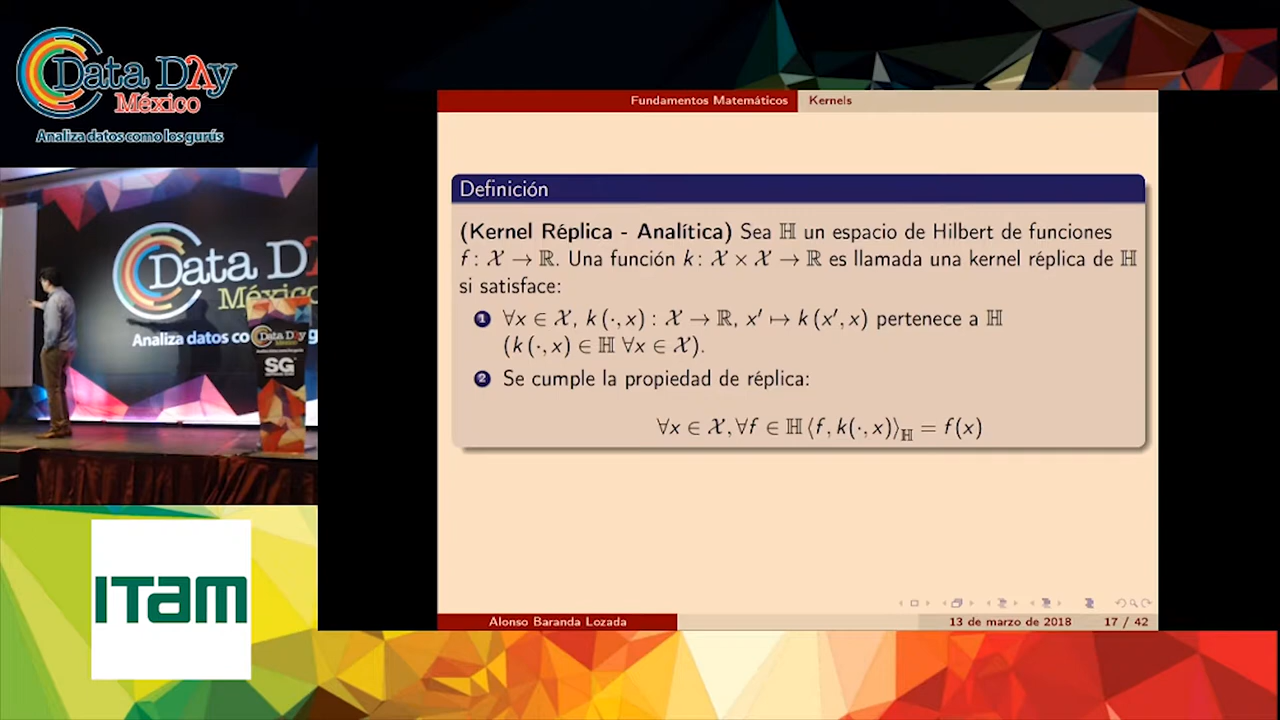 Data Day
México
Analiza datos como los gurús
Fundamentos Matemáticos Kernels
Definición
(Kernel Réplica - Analítica) Sea ℍ un espacio de Hilbert de funciones
f: 𝒳 → ℝ. Una función k: 𝒳 × 𝒳 → ℝ es llamada una kernel réplica de ℍ
si satisface:
1 ∀x ∈ 𝒳, k(·, x) : 𝒳 → ℝ, x′ ↦ k(x′, x) pertenece a ℍ
(k(·, x) ∈ ℍ ∀x ∈ 𝒳).
2 Se cumple la propiedad de réplica:
∀x ∈ 𝒳, ∀f ∈ ℍ ⟨f, k(·, x)⟩ℍ = f(x)
Alonso Baranda Lozada 13 de marzo de 2018 17 / 42
Data D
México
Analiza datos co g
Data Day
SG
ITAM